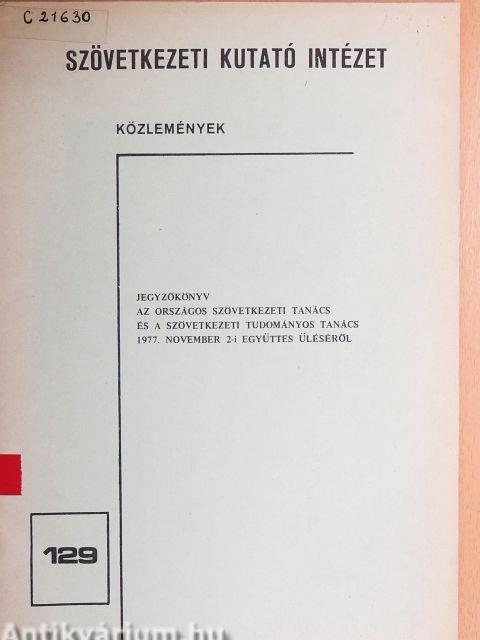 C 21630
SZÖVETKEZETI KUTATÓ INTÉZET
KÖZLEMÉNYEK
JEGYZŐKÖNYV
AZ ORSZÁGOS SZÖVETKEZETI TANÁCS
ÉS A SZÖVETKEZETI TUDOMÁNYOS TANÁCS
1977. NOVEMBER 2-i EGYÜTTES ÜLÉSÉRŐL
129
Antikvárium.hu